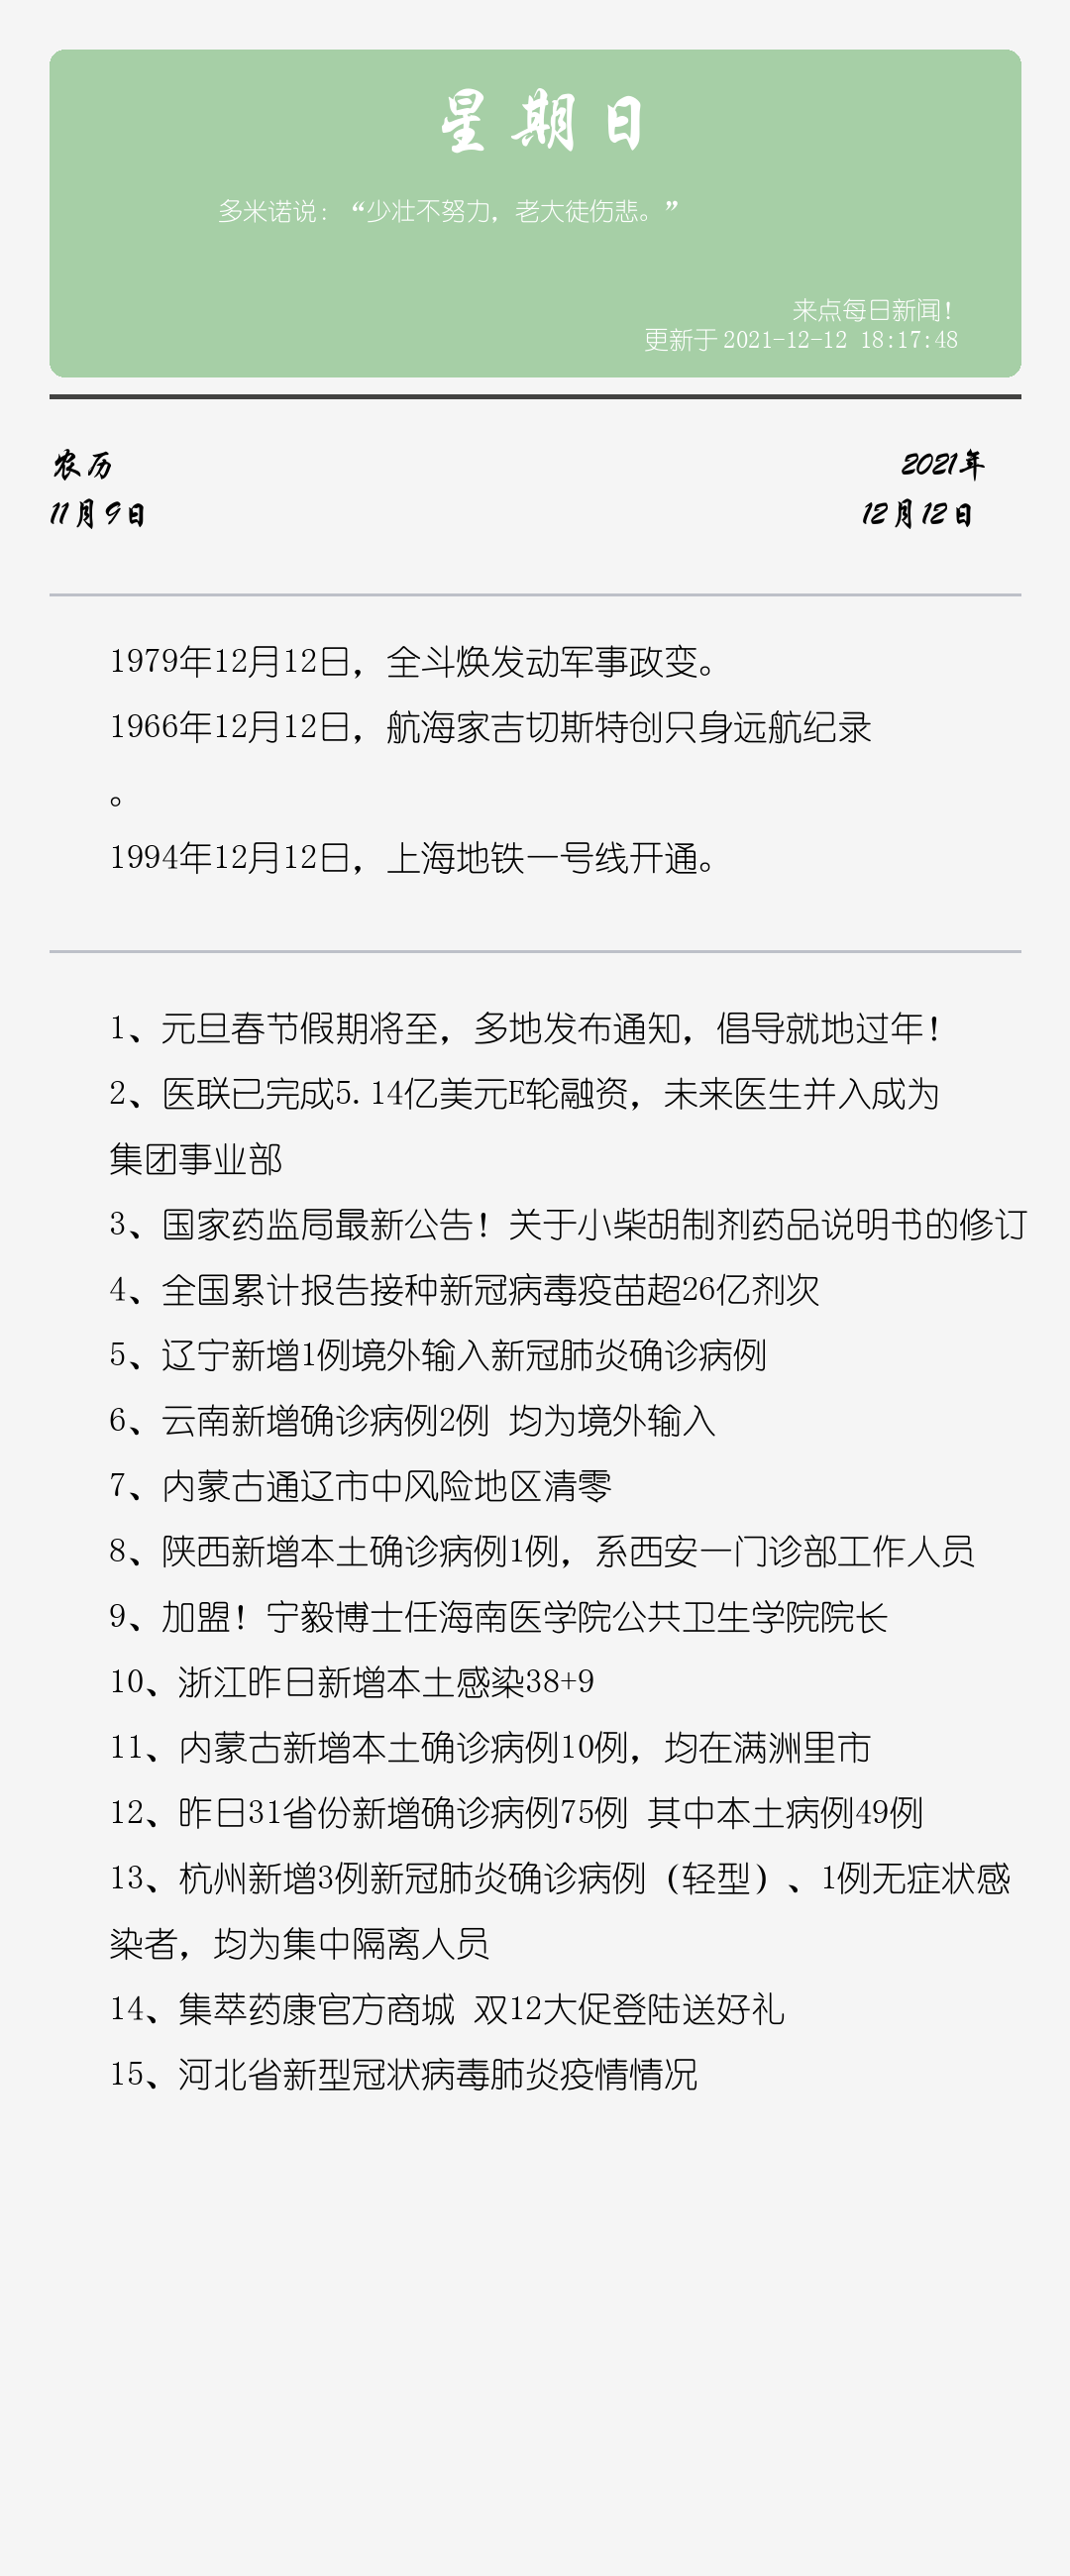 星期日
多米诺说：“少壮不努力，老大徒伤悲。”
来点每日新闻！
更新于 2021-12-12 18:17:48
农历
2021年
11月9日
12月12日
1979年12月12日，全斗焕发动军事政变。
1966年12月12日，航海家吉切斯特创只身远航纪录
。
1994年12月12日，上海地铁一号线开通。
1、元旦春节假期将至，多地发布通知，倡导就地过年！
2、医联已完成5.14亿美元E轮融资，未来医生并入成为
集团事业部
3、国家药监局最新公告！关于小柴胡制剂药品说明书的修订
4、全国累计报告接种新冠病毒疫苗超26亿剂次
5、辽宁新增1例境外输入新冠肺炎确诊病例
6、云南新增确诊病例2例 均为境外输入
7、内蒙古通辽市中风险地区清零
8、陕西新增本土确诊病例1例，系西安一门诊部工作人员
9、加盟！宁毅博士任海南医学院公共卫生学院院长
10、浙江昨日新增本土感染38+9
11、内蒙古新增本土确诊病例10例，均在满洲里市
12、昨日31省份新增确诊病例75例 其中本土病例49例
13、杭州新增3例新冠肺炎确诊病例（轻型）、1例无症状感
染者，均为集中隔离人员
14、集萃药康官方商城 双12大促登陆送好礼
15、河北省新型冠状病毒肺炎疫情情况